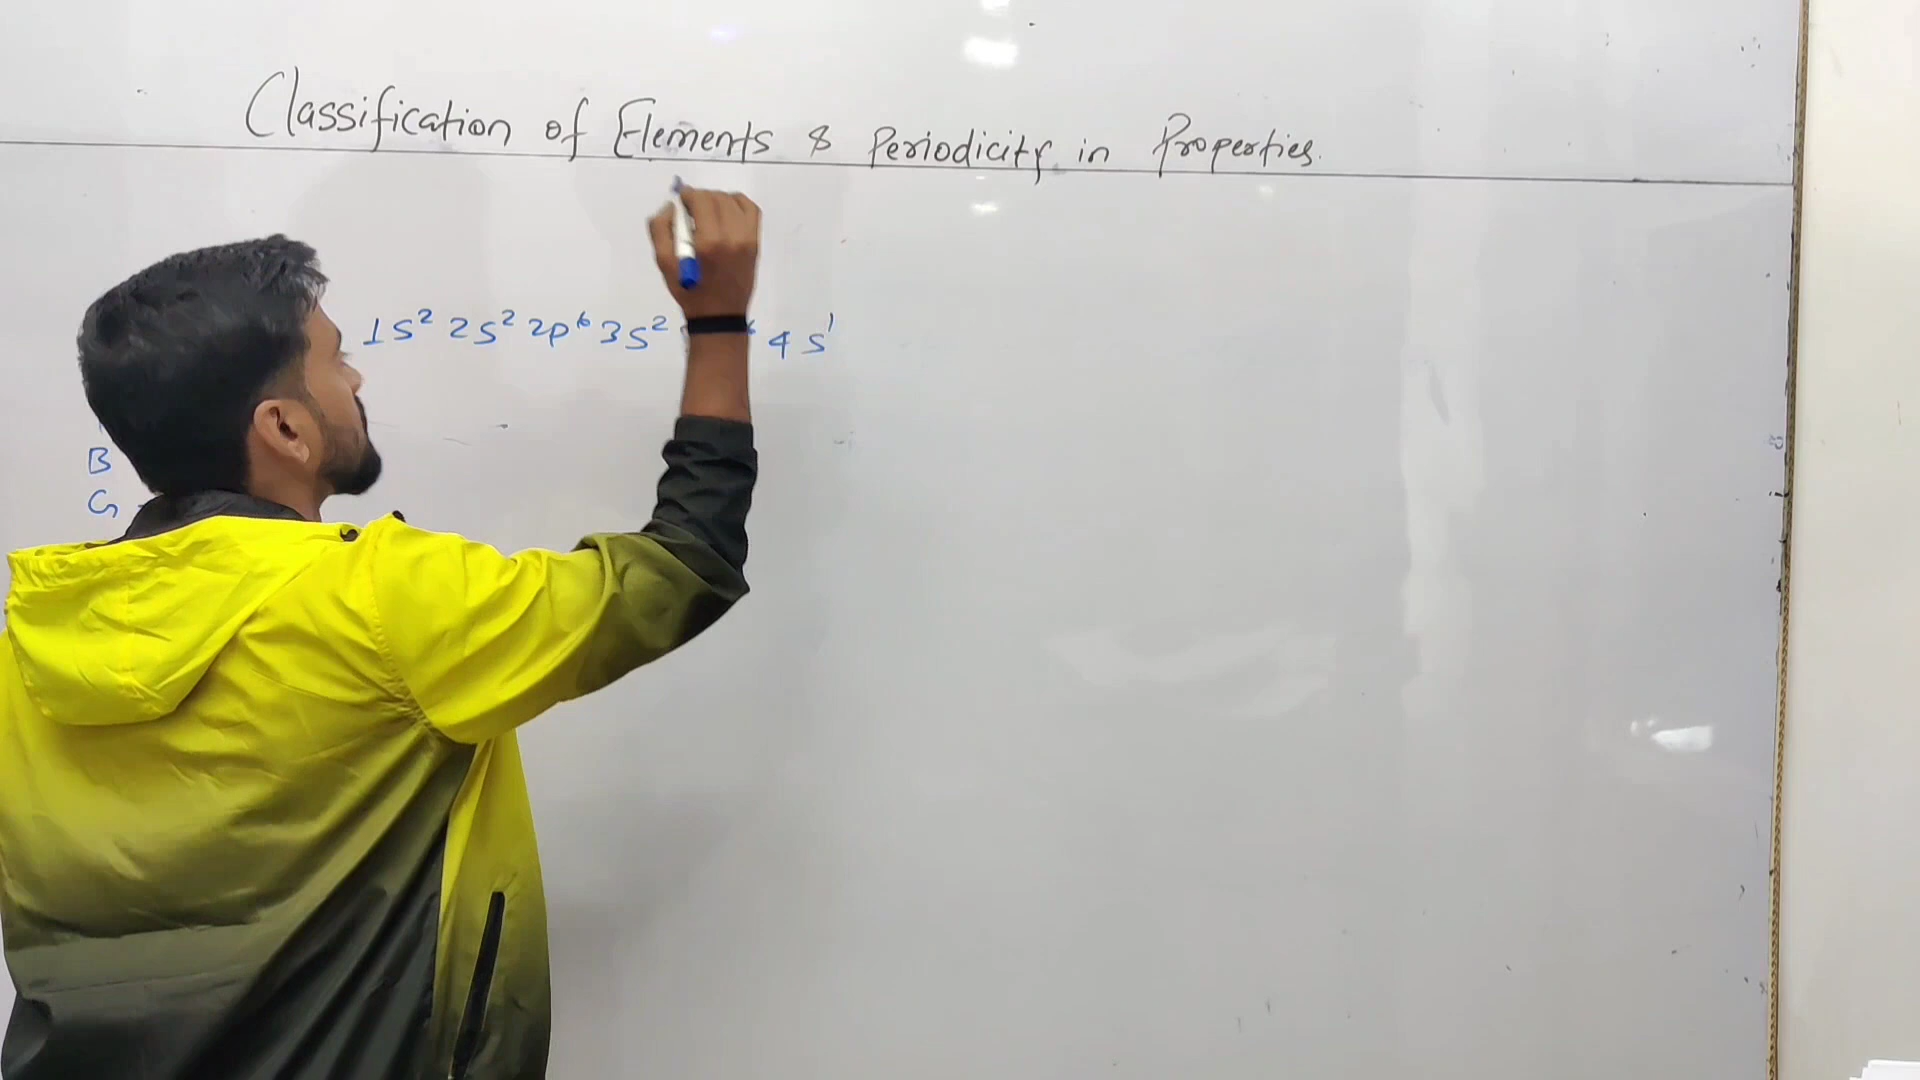 Classification of Elements & Periodicity in Properties.
1s² 2s² 2p⁶ 3s² 4s¹
B
G